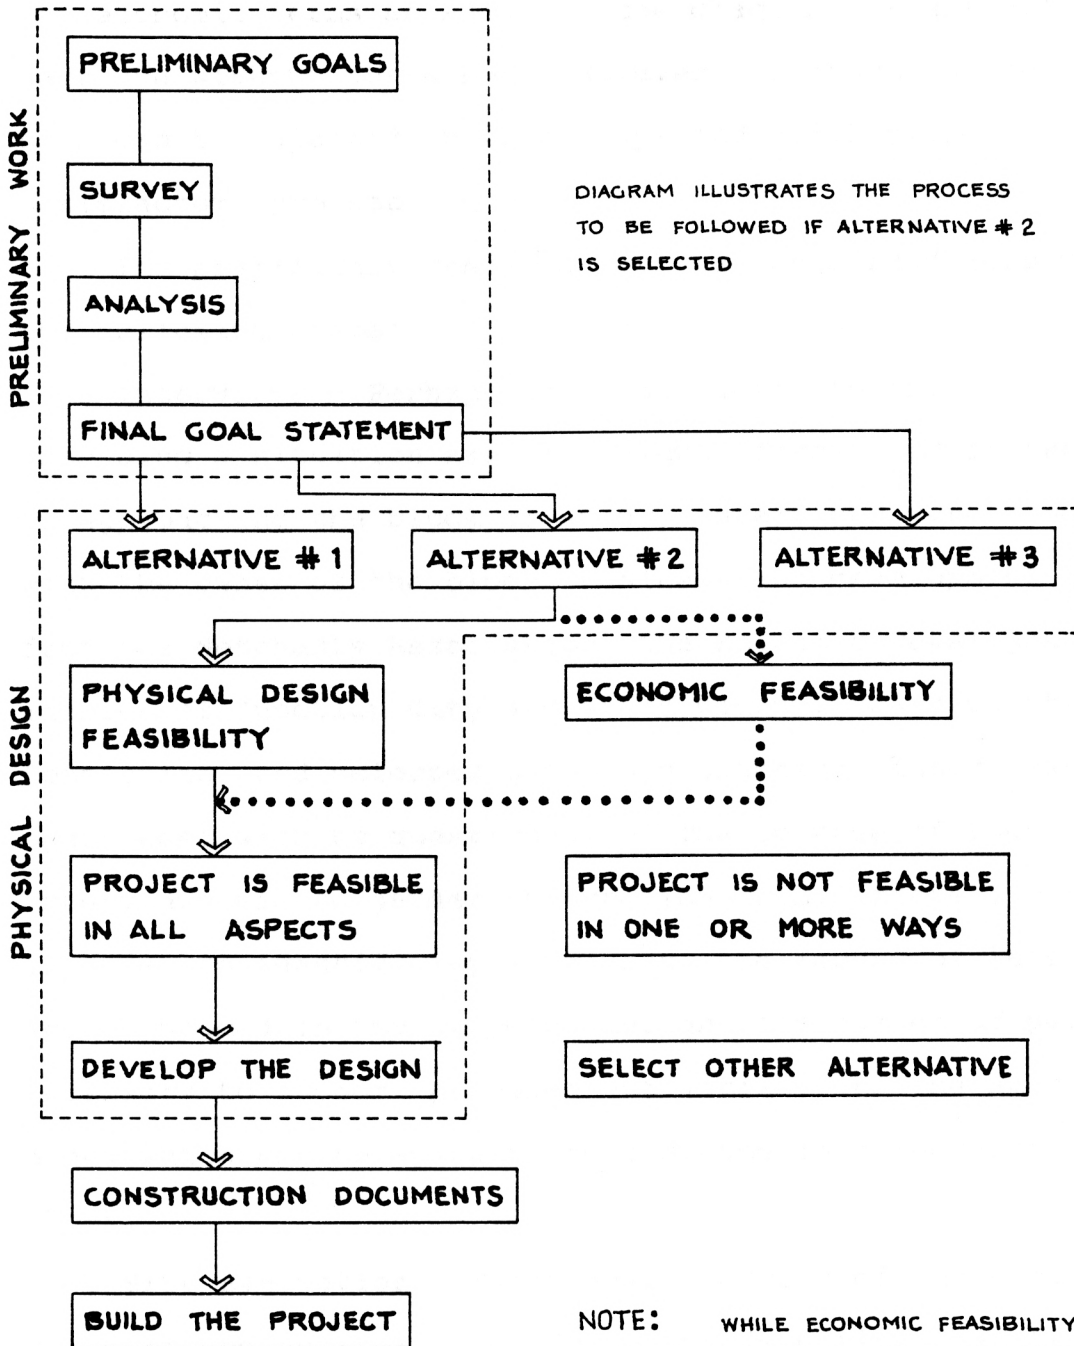 PRELIMINARY WORK
PRELIMINARY GOALS
SURVEY
ANALYSIS
FINAL GOAL STATEMENT
DIAGRAM ILLUSTRATES THE PROCESS
TO BE FOLLOWED IF ALTERNATIVE # 2
IS SELECTED
PHYSICAL DESIGN
ALTERNATIVE # 1
ALTERNATIVE # 2
ALTERNATIVE # 3
PHYSICAL DESIGN
FEASIBILITY
ECONOMIC FEASIBILITY
PROJECT IS FEASIBLE
IN ALL ASPECTS
PROJECT IS NOT FEASIBLE
IN ONE OR MORE WAYS
DEVELOP THE DESIGN
SELECT OTHER ALTERNATIVE
CONSTRUCTION DOCUMENTS
BUILD THE PROJECT
NOTE: WHILE ECONOMIC FEASIBILITY